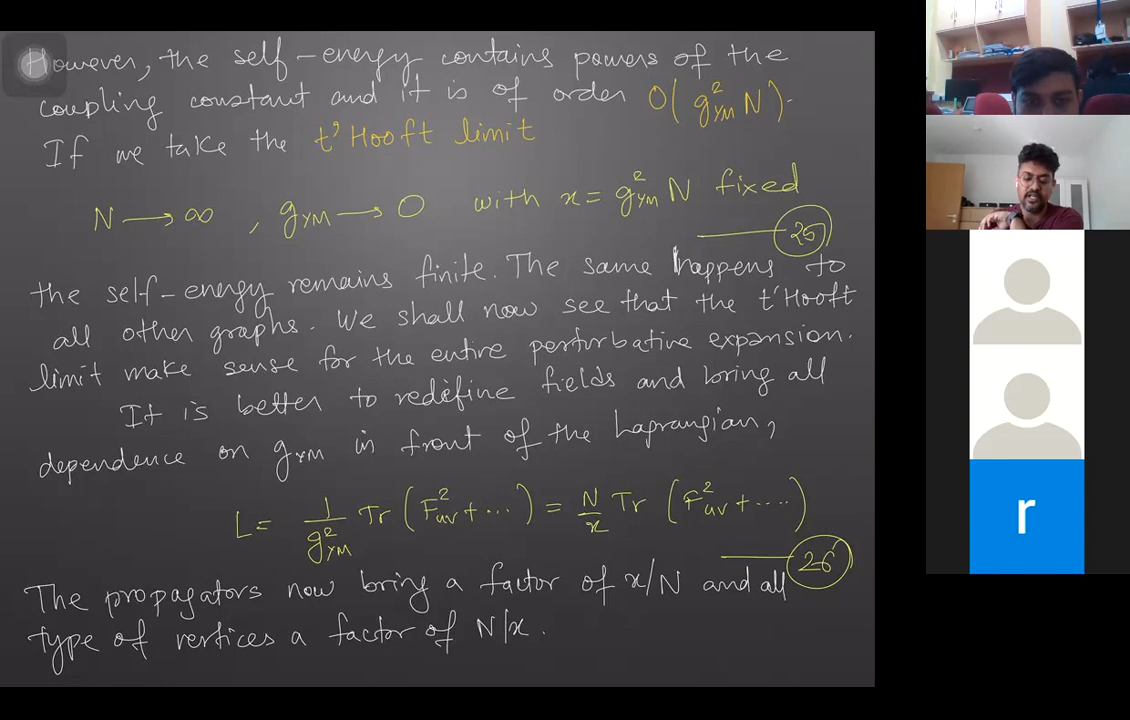 However, the self-energy contains powers of the
coupling constant and it is of order O(g²YM N).
If we take the t'Hooft limit
N → ∞, gYM → 0 with x = g²YM N fixed
25
the self-energy remains finite. The same happens to
all other graphs. We shall now see that the t'Hooft
limit make sense for the entire perturbative expansion.
It is better to redefine fields and bring all
dependence on gYM in front of the Lagrangian,
L = 1/g²YM Tr (F²μν + ...) = N/x Tr (F²μν + ....)
26
The propagators now bring a factor of x/N and all
type of vertices a factor of N/x.
r